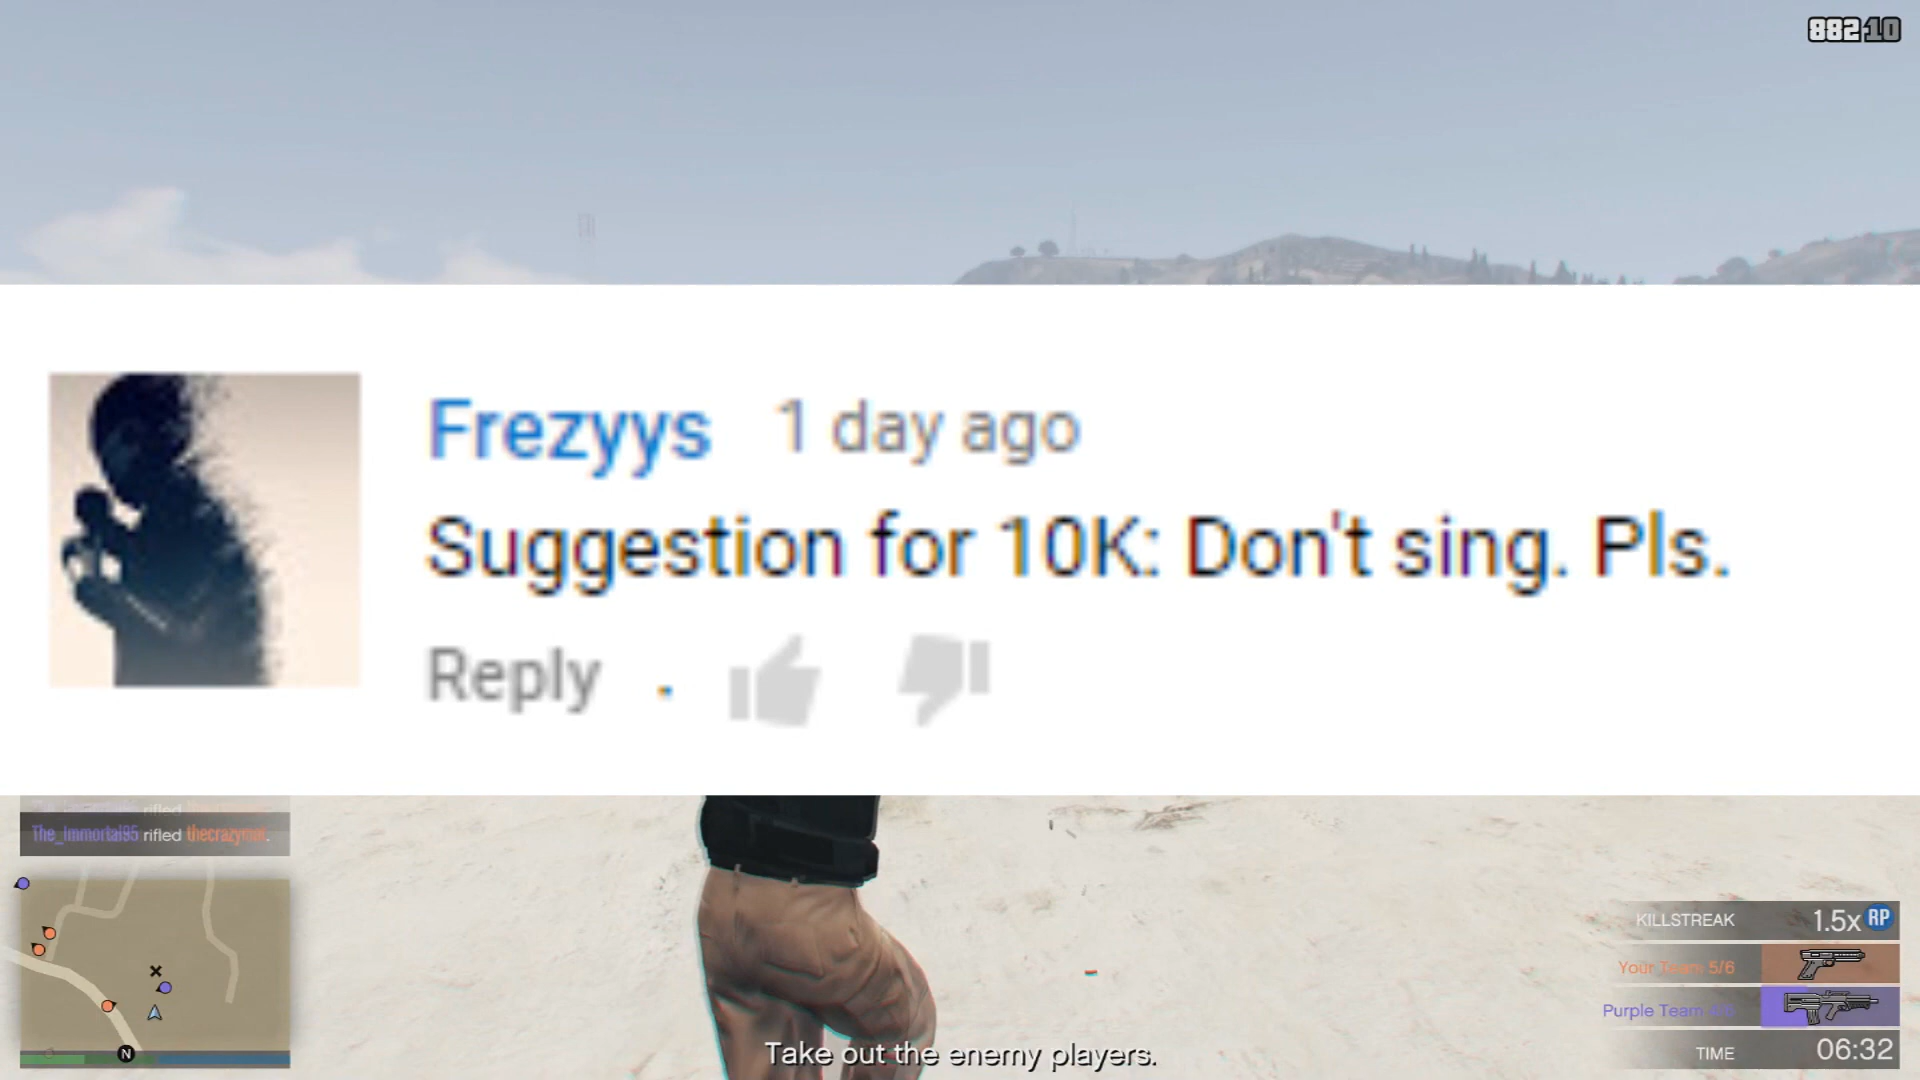 882-10
Frezyys 1 day ago
Suggestion for 10K: Don't sing. Pls.
Reply .
rifled
The_Immortal95 rifled
KILLSTREAK 1.5x RP
Your Team 5/6
Purple Team
TIME 06:32
N
Take out the enemy players.